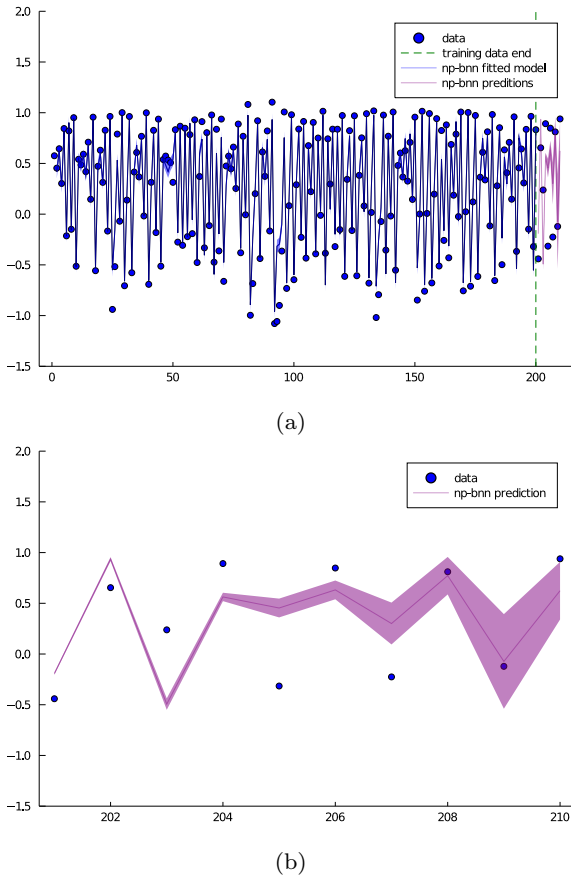 data
training data end
np-bnn fitted model
np-bnn preditions
2.0
1.5
1.0
0.5
0.0
−0.5
−1.0
−1.5
0 50 100 150 200
(a)
data
np-bnn prediction
2.0
1.5
1.0
0.5
0.0
−0.5
−1.0
−1.5
202 204 206 208 210
(b)